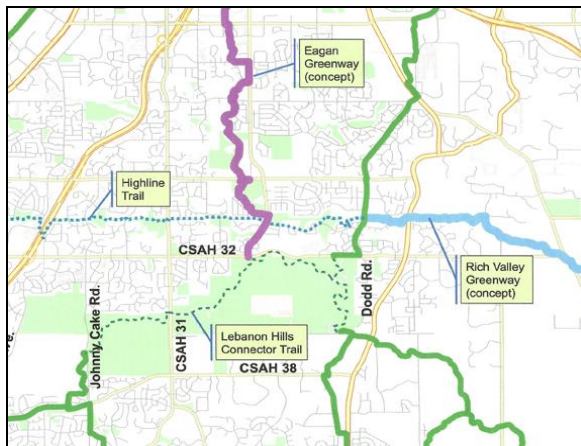 Eagan
Greenway
(concept)
Highline
Trail
CSAH 32
Rich Valley
Greenway
(concept)
Dodd Rd.
Johnny Cake Rd.
CSAH 31
Lebanon Hills
Connector Trail
CSAH 38